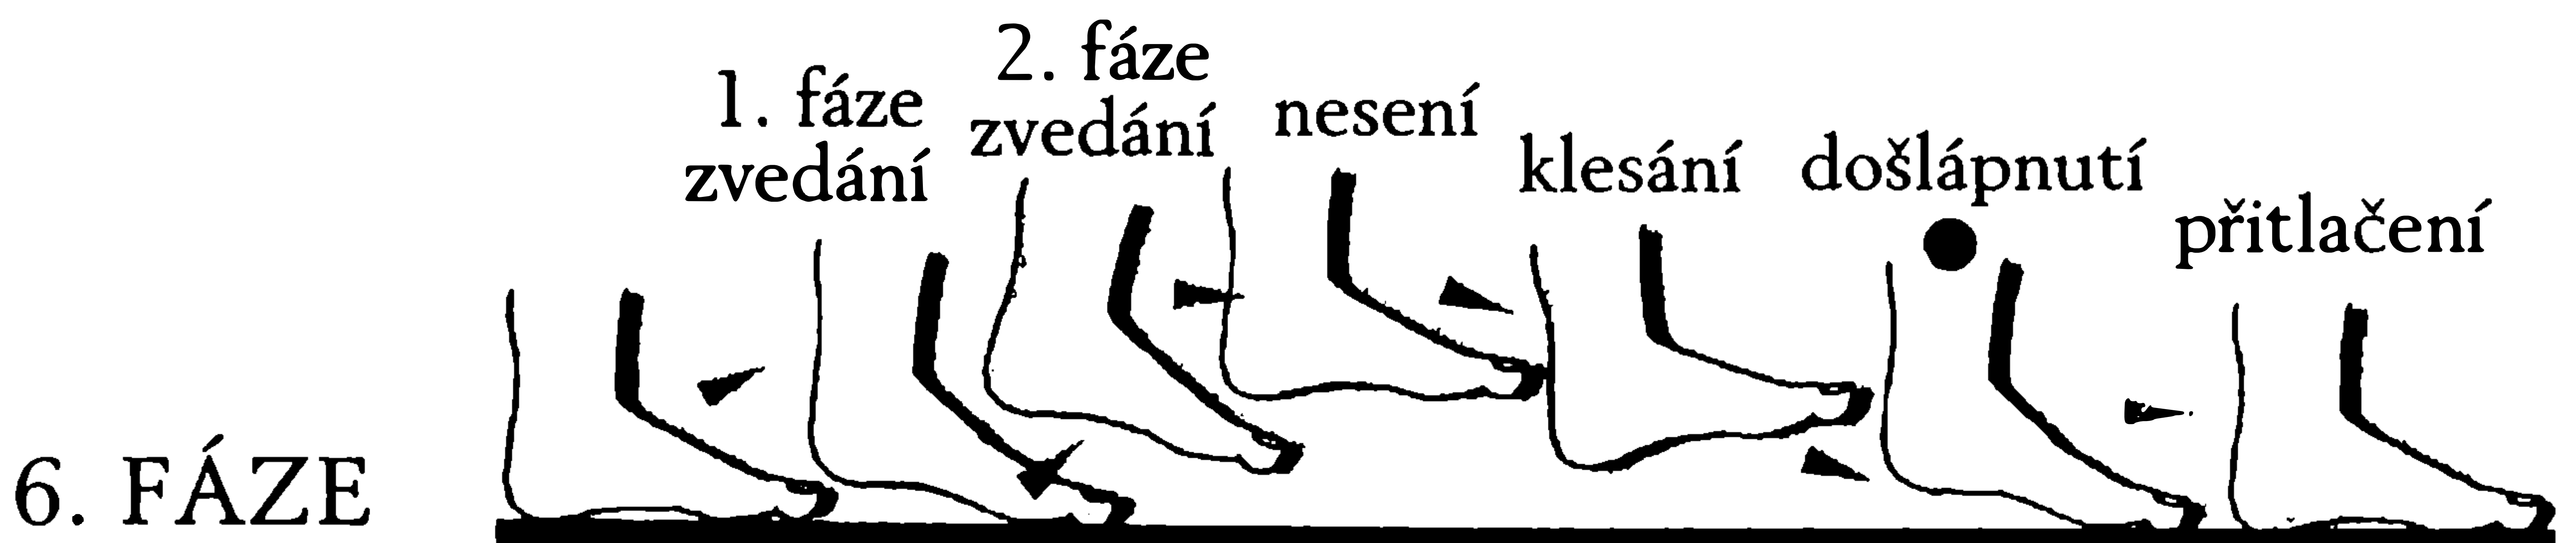 1. fáze
zvedání
2. fáze
zvedání
nesení
klesání
došlápnutí
přitlačení
6. FÁZE